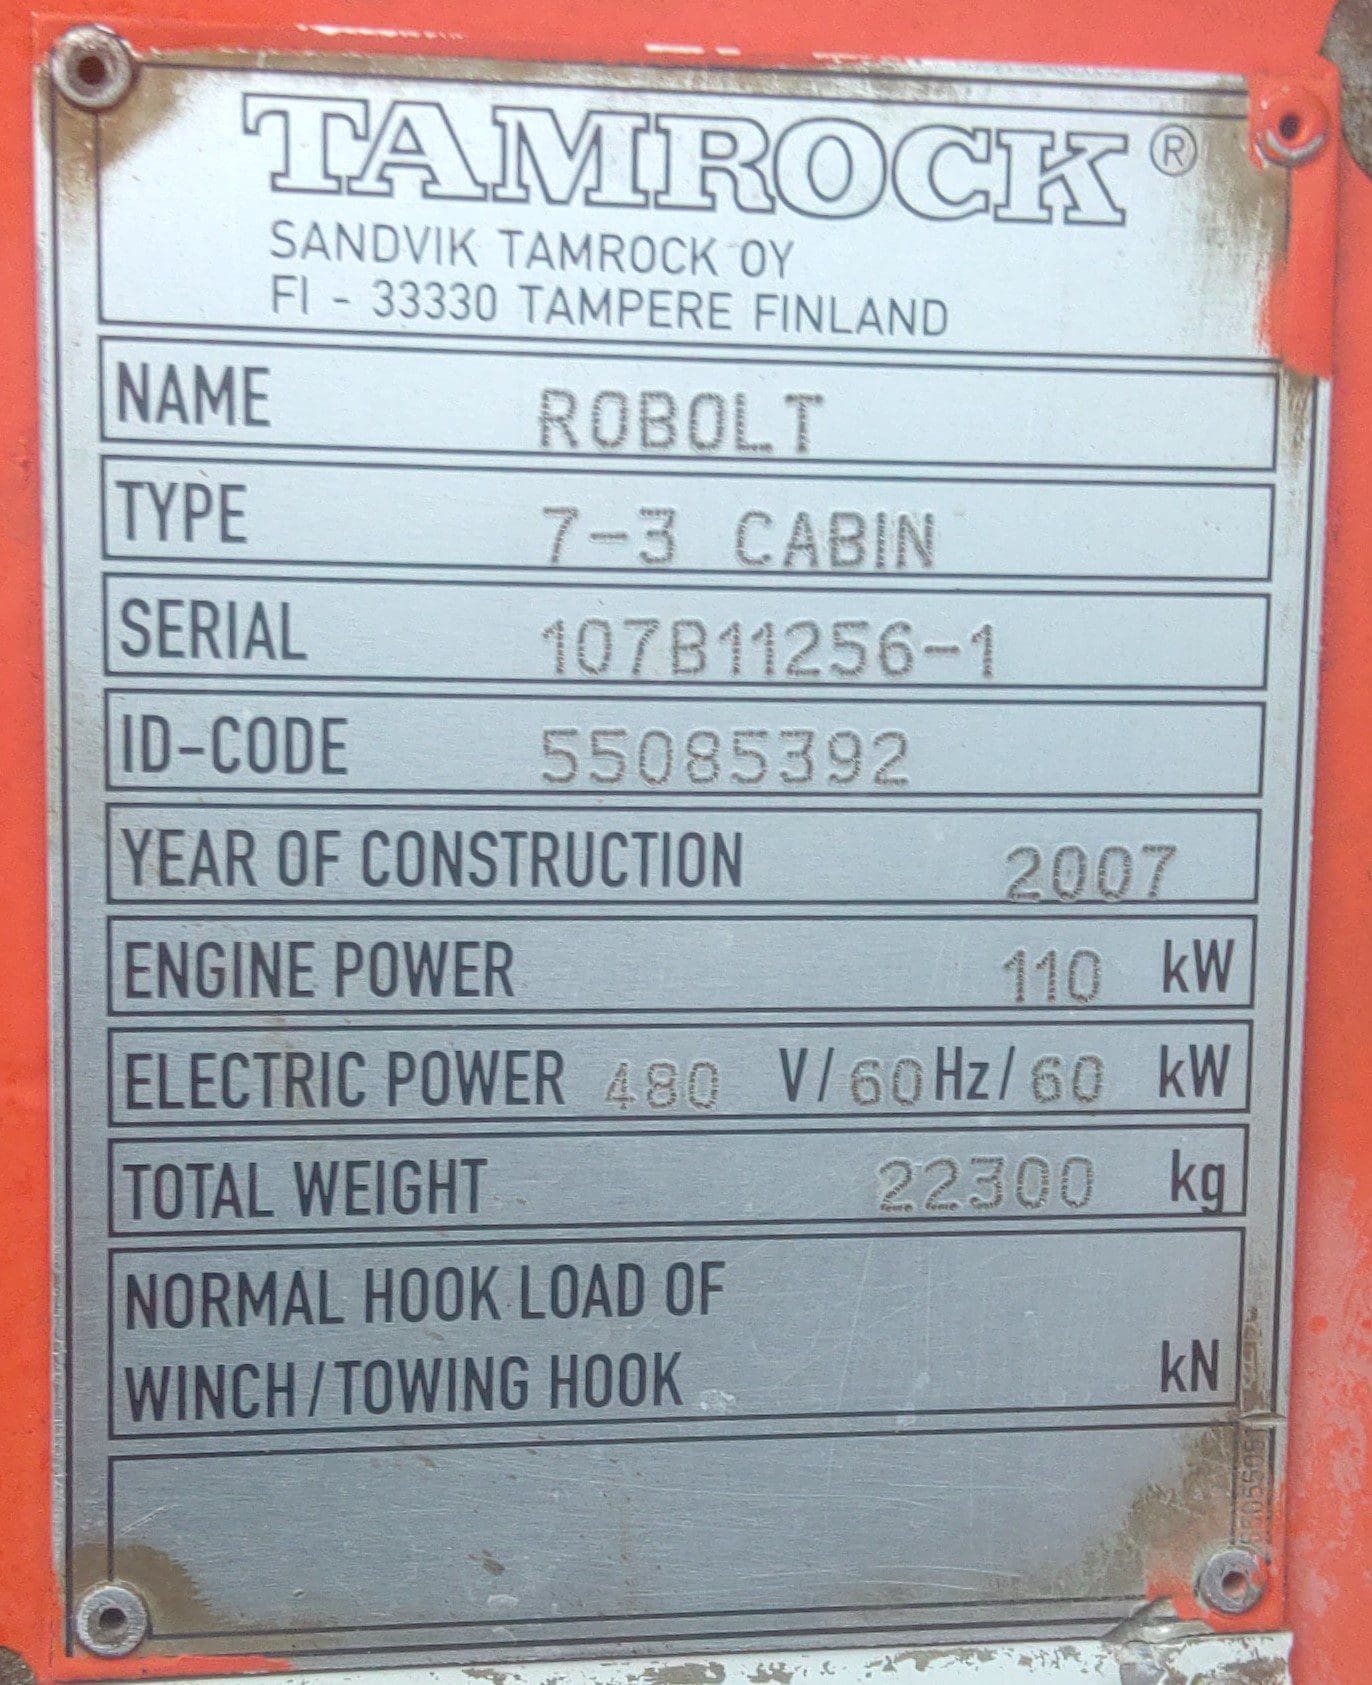 TAMROCK®
SANDVIK TAMROCK OY
FI - 33330 TAMPERE FINLAND
NAME ROBOLT
TYPE 7-3 CABIN
SERIAL 107B11256-1
ID-CODE 55085392
YEAR OF CONSTRUCTION 2007
ENGINE POWER 110 kW
ELECTRIC POWER 480 V/60Hz/60 kW
TOTAL WEIGHT 22300 kg
NORMAL HOOK LOAD OF
WINCH/TOWING HOOK kN